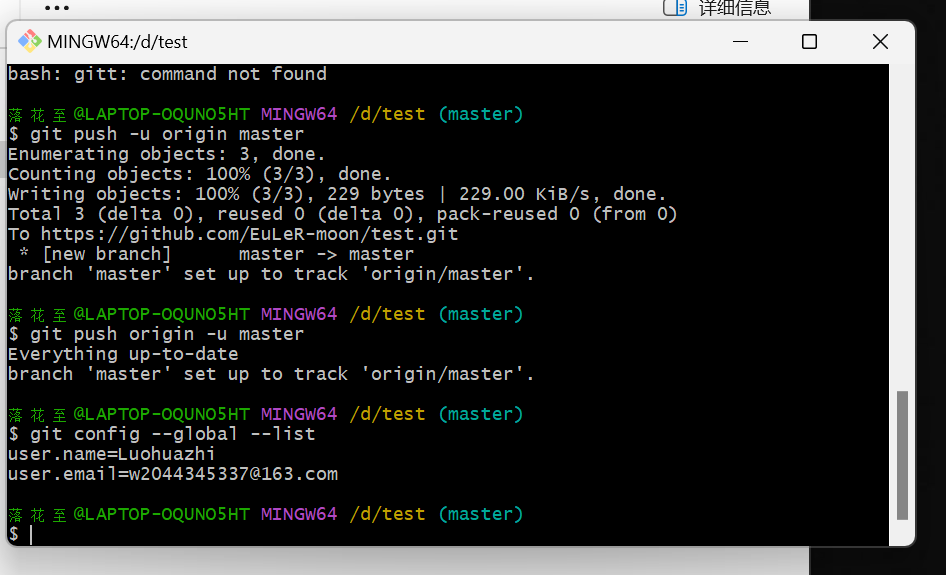 详细信息
MINGW64:/d/test
bash: gitt: command not found
落花至@LAPTOP-OQUNO5HT MINGW64 /d/test (master)
$ git push -u origin master
Enumerating objects: 3, done.
Counting objects: 100% (3/3), done.
Writing objects: 100% (3/3), 229 bytes | 229.00 KiB/s, done.
Total 3 (delta 0), reused 0 (delta 0), pack-reused 0 (from 0)
To https://github.com/EuLeR-moon/test.git
 * [new branch]      master -> master
branch 'master' set up to track 'origin/master'.
落花至@LAPTOP-OQUNO5HT MINGW64 /d/test (master)
$ git push origin -u master
Everything up-to-date
branch 'master' set up to track 'origin/master'.
落花至@LAPTOP-OQUNO5HT MINGW64 /d/test (master)
$ git config --global --list
user.name=Luohuazhi
user.email=w2044345337@163.com
落花至@LAPTOP-OQUNO5HT MINGW64 /d/test (master)
$